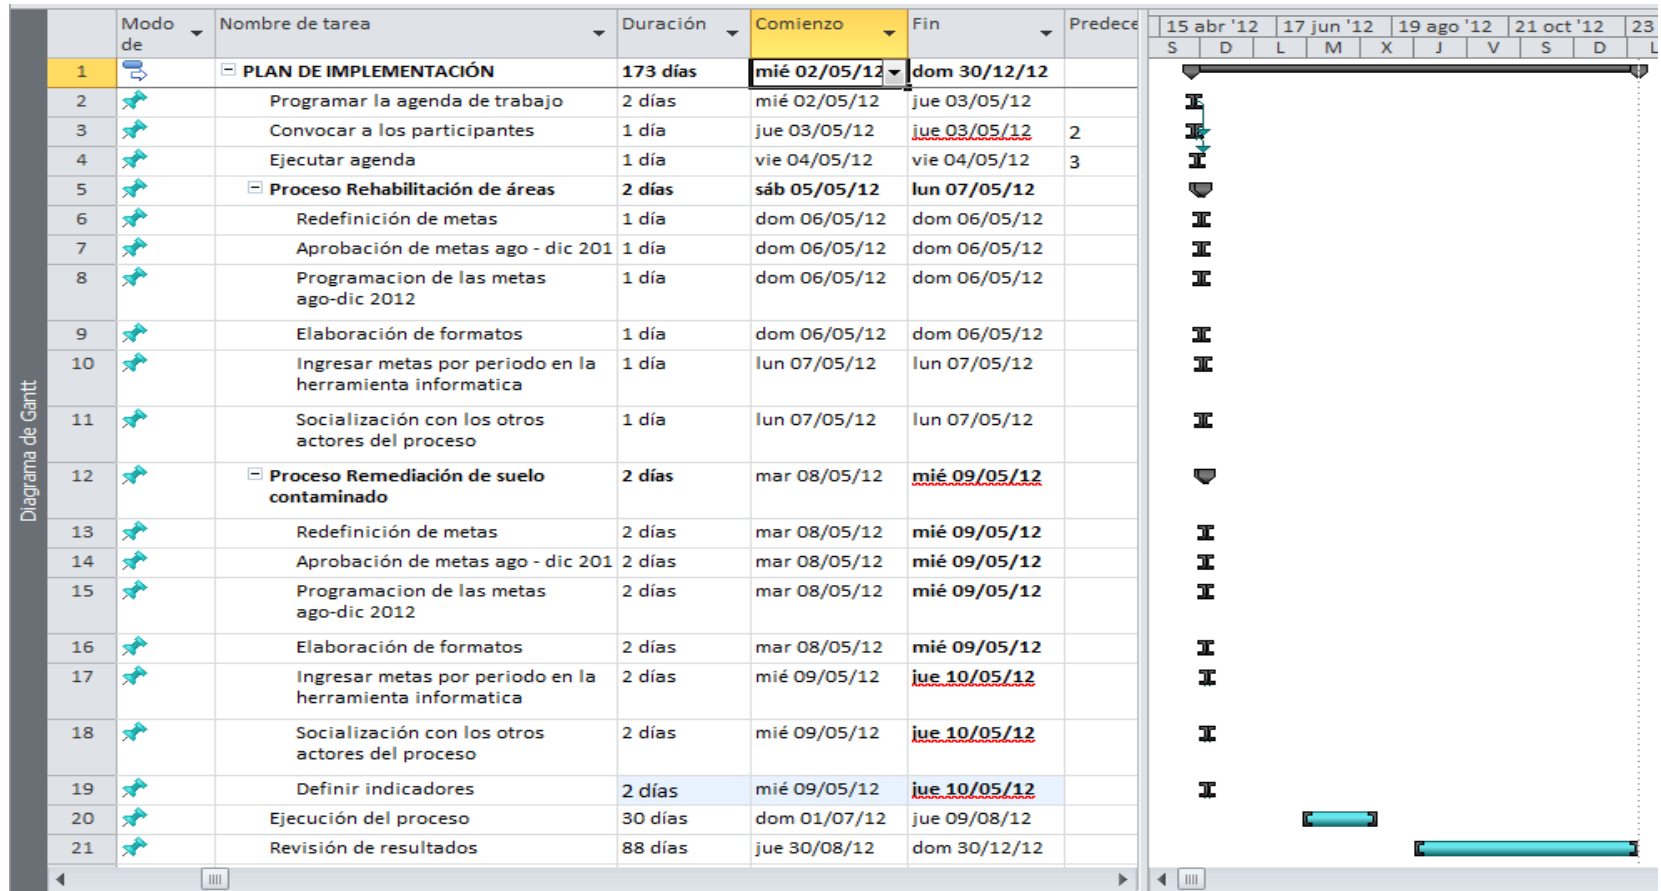 Modo de Nombre de tarea Duración Comienzo Fin Predece
15 abr '12 17 jun '12 19 ago '12 21 oct '12 23
S D L M X J V S D L
1 PLAN DE IMPLEMENTACIÓN 173 días mié 02/05/12 dom 30/12/12
2 Programar la agenda de trabajo 2 días mié 02/05/12 jue 03/05/12
3 Convocar a los participantes 1 día jue 03/05/12 jue 03/05/12 2
4 Ejecutar agenda 1 día vie 04/05/12 vie 04/05/12 3
5 Proceso Rehabilitación de áreas 2 días sáb 05/05/12 lun 07/05/12
6 Redefinición de metas 1 día dom 06/05/12 dom 06/05/12
7 Aprobación de metas ago - dic 201 1 día dom 06/05/12 dom 06/05/12
8 Programacion de las metas 1 día dom 06/05/12 dom 06/05/12
ago-dic 2012
9 Elaboración de formatos 1 día dom 06/05/12 dom 06/05/12
10 Ingresar metas por periodo en la 1 día lun 07/05/12 lun 07/05/12
herramienta informatica
11 Socialización con los otros 1 día lun 07/05/12 lun 07/05/12
actores del proceso
12 Proceso Remediación de suelo 2 días mar 08/05/12 mié 09/05/12
contaminado
13 Redefinición de metas 2 días mar 08/05/12 mié 09/05/12
14 Aprobación de metas ago - dic 201 2 días mar 08/05/12 mié 09/05/12
15 Programacion de las metas 2 días mar 08/05/12 mié 09/05/12
ago-dic 2012
16 Elaboración de formatos 2 días mar 08/05/12 mié 09/05/12
17 Ingresar metas por periodo en la 2 días mié 09/05/12 jue 10/05/12
herramienta informatica
18 Socialización con los otros 2 días mié 09/05/12 jue 10/05/12
actores del proceso
19 Definir indicadores 2 días mié 09/05/12 jue 10/05/12
20 Ejecución del proceso 30 días dom 01/07/12 jue 09/08/12
21 Revisión de resultados 88 días jue 30/08/12 dom 30/12/12
Diagrama de Gantt